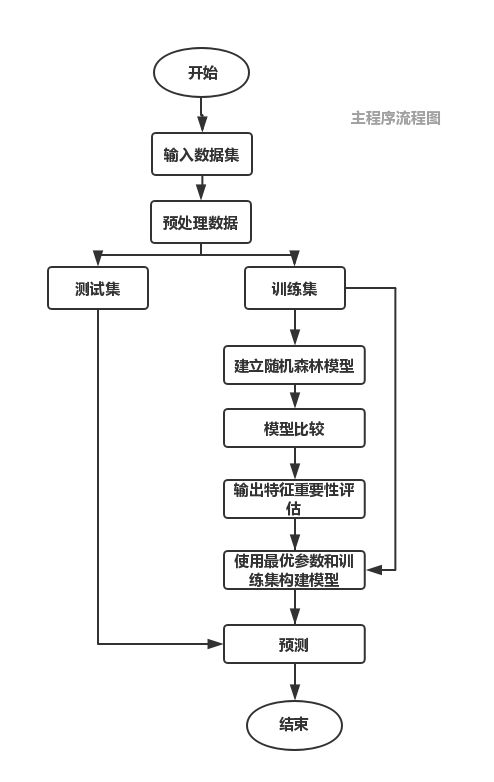 开始
主程序流程图
输入数据集
预处理数据
测试集
训练集
建立随机森林模型
模型比较
输出特征重要性评
估
使用最优参数和训
练集构建模型
预测
结束